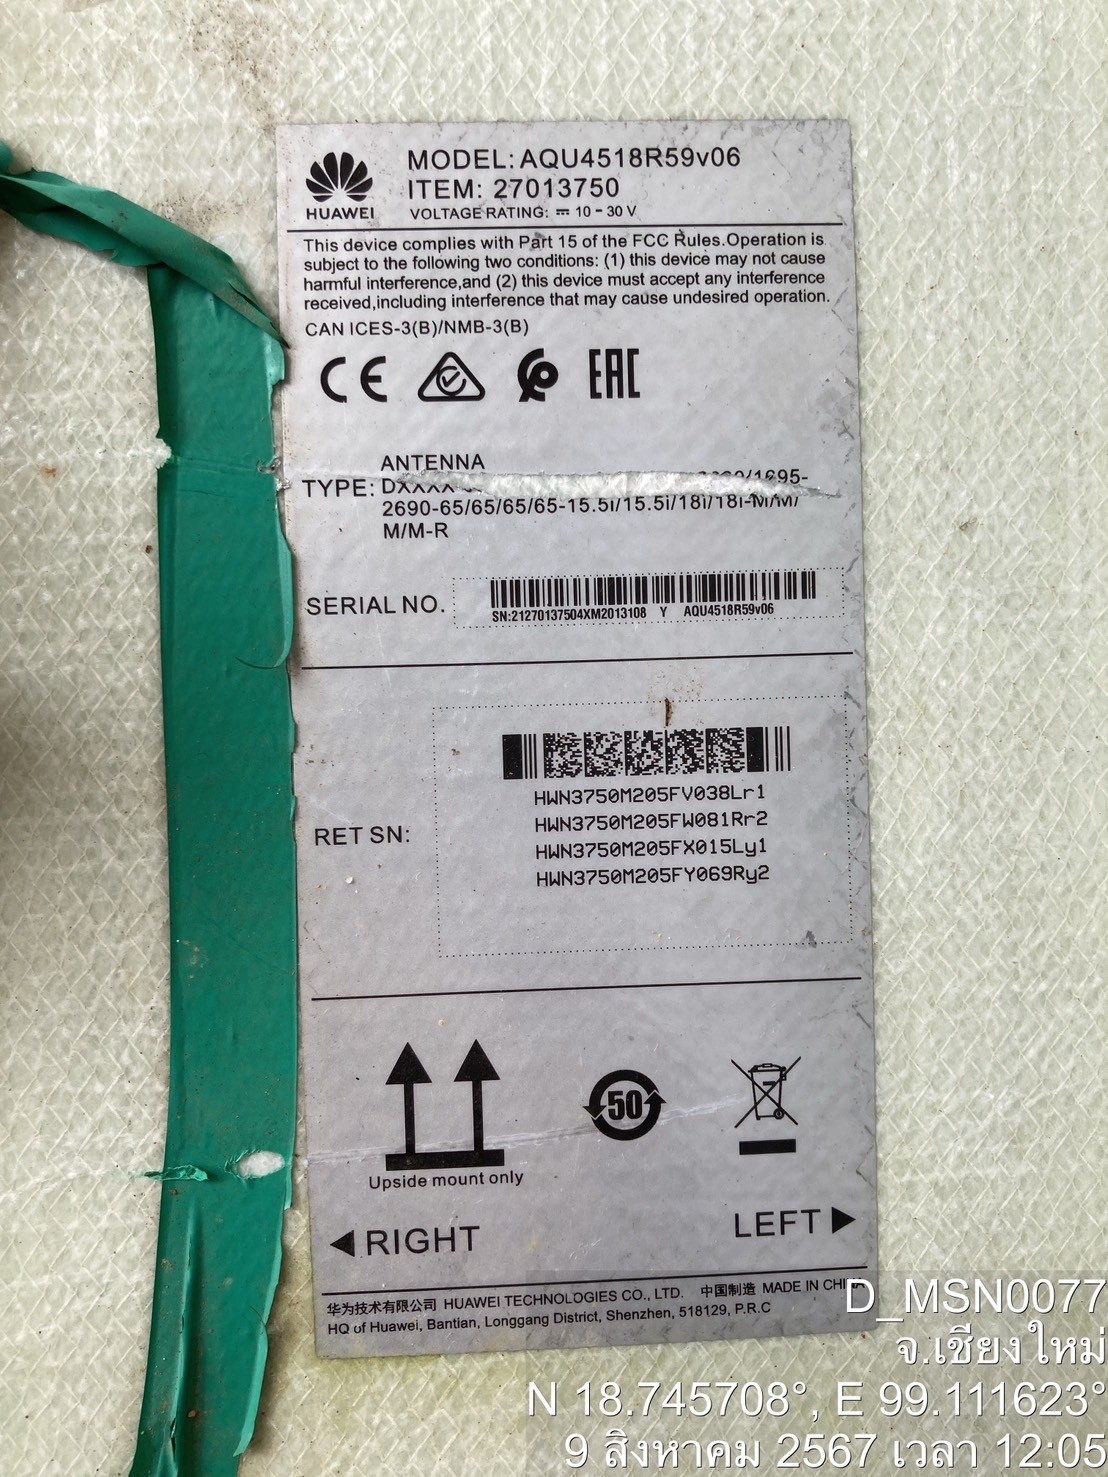 HUAWEI
MODEL: AQU4518R59v06
ITEM: 27013750
VOLTAGE RATING: ⎓ 10 - 30 V
This device complies with Part 15 of the FCC Rules.Operation is
subject to the following two conditions: (1) this device may not cause
harmful interference,and (2) this device must accept any interference
received,including interference that may cause undesired operation.
CAN ICES-3(B)/NMB-3(B)
CE
EAC
ANTENNA
TYPE: DXXXX
2690-65/65/65/65-15.5i/15.5i/18i/18i-M/M/
M/M-R
SERIAL NO.
SN:21270137504XM2013108 Y AQU4518R59v06
RET SN:
HWN3750M205FV038Lr1
HWN3750M205FW081Rr2
HWN3750M205FX015Ly1
HWN3750M205FY069Ry2
50
Upside mount only
◀RIGHT
LEFT▶
华为技术有限公司 HUAWEI TECHNOLOGIES CO., LTD. 中国制造 MADE IN CHINA
HQ of Huawei, Bantian, Longgang District, Shenzhen, 518129, P.R.C
D_MSN0077
จ.เชียงใหม่
N 18.745708°, E 99.111623°
9 สิงหาคม 2567 เวลา 12:05